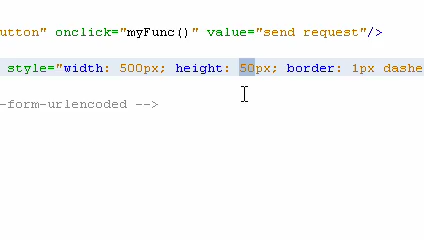 utton" onclick="myFunc()" value="send request"/>
style="width: 500px; height: 50px; border: 1px dashe
-form-urlencoded -->